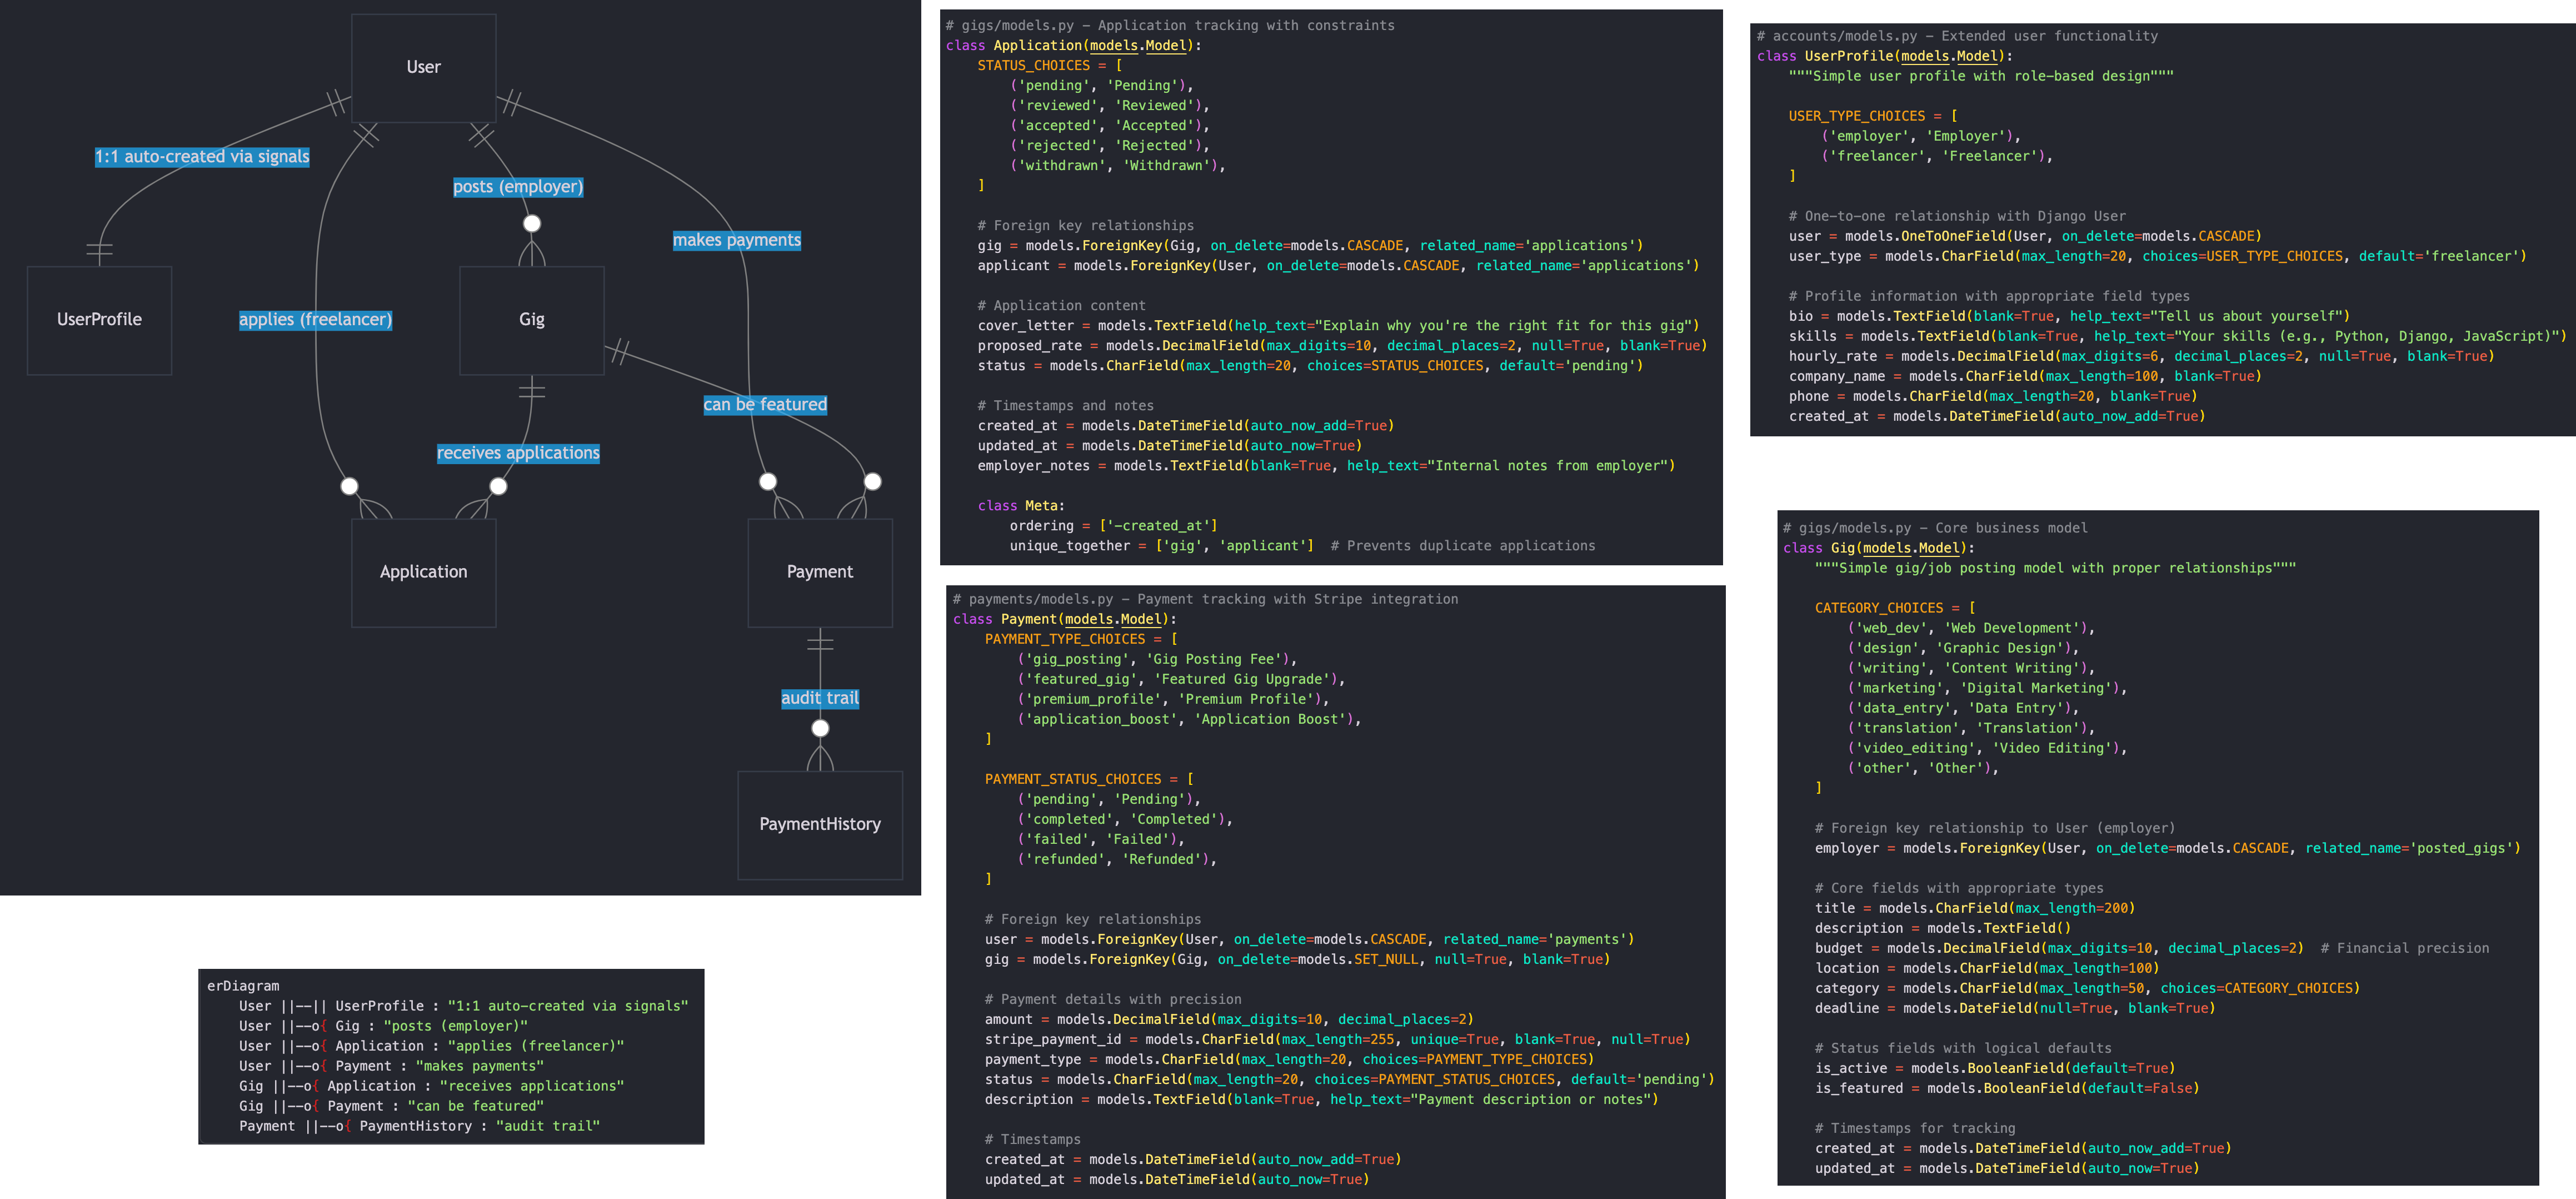 User
1:1 auto-created via signals
posts (employer)
makes payments
UserProfile
applies (freelancer)
Gig
can be featured
receives applications
Application
Payment
audit trail
PaymentHistory
erDiagram
    User ||--|| UserProfile : "1:1 auto-created via signals"
    User ||--o{ Gig : "posts (employer)"
    User ||--o{ Application : "applies (freelancer)"
    User ||--o{ Payment : "makes payments"
    Gig ||--o{ Application : "receives applications"
    Gig ||--o{ Payment : "can be featured"
    Payment ||--o{ PaymentHistory : "audit trail"
# gigs/models.py - Application tracking with constraints
class Application(models.Model):
    STATUS_CHOICES = [
        ('pending', 'Pending'),
        ('reviewed', 'Reviewed'),
        ('accepted', 'Accepted'),
        ('rejected', 'Rejected'),
        ('withdrawn', 'Withdrawn'),
    ]
    # Foreign key relationships
    gig = models.ForeignKey(Gig, on_delete=models.CASCADE, related_name='applications')
    applicant = models.ForeignKey(User, on_delete=models.CASCADE, related_name='applications')
    # Application content
    cover_letter = models.TextField(help_text="Explain why you're the right fit for this gig")
    proposed_rate = models.DecimalField(max_digits=10, decimal_places=2, null=True, blank=True)
    status = models.CharField(max_length=20, choices=STATUS_CHOICES, default='pending')
    # Timestamps and notes
    created_at = models.DateTimeField(auto_now_add=True)
    updated_at = models.DateTimeField(auto_now=True)
    employer_notes = models.TextField(blank=True, help_text="Internal notes from employer")
    class Meta:
        ordering = ['-created_at']
        unique_together = ['gig', 'applicant']  # Prevents duplicate applications
# payments/models.py - Payment tracking with Stripe integration
class Payment(models.Model):
    PAYMENT_TYPE_CHOICES = [
        ('gig_posting', 'Gig Posting Fee'),
        ('featured_gig', 'Featured Gig Upgrade'),
        ('premium_profile', 'Premium Profile'),
        ('application_boost', 'Application Boost'),
    ]
    PAYMENT_STATUS_CHOICES = [
        ('pending', 'Pending'),
        ('completed', 'Completed'),
        ('failed', 'Failed'),
        ('refunded', 'Refunded'),
    ]
    # Foreign key relationships
    user = models.ForeignKey(User, on_delete=models.CASCADE, related_name='payments')
    gig = models.ForeignKey(Gig, on_delete=models.SET_NULL, null=True, blank=True)
    # Payment details with precision
    amount = models.DecimalField(max_digits=10, decimal_places=2)
    stripe_payment_id = models.CharField(max_length=255, unique=True, blank=True, null=True)
    payment_type = models.CharField(max_length=20, choices=PAYMENT_TYPE_CHOICES)
    status = models.CharField(max_length=20, choices=PAYMENT_STATUS_CHOICES, default='pending')
    description = models.TextField(blank=True, help_text="Payment description or notes")
    # Timestamps
    created_at = models.DateTimeField(auto_now_add=True)
    updated_at = models.DateTimeField(auto_now=True)
# accounts/models.py - Extended user functionality
class UserProfile(models.Model):
    """Simple user profile with role-based design"""
    USER_TYPE_CHOICES = [
        ('employer', 'Employer'),
        ('freelancer', 'Freelancer'),
    ]
    # One-to-one relationship with Django User
    user = models.OneToOneField(User, on_delete=models.CASCADE)
    user_type = models.CharField(max_length=20, choices=USER_TYPE_CHOICES, default='freelancer')
    # Profile information with appropriate field types
    bio = models.TextField(blank=True, help_text="Tell us about yourself")
    skills = models.TextField(blank=True, help_text="Your skills (e.g., Python, Django, JavaScript)")
    hourly_rate = models.DecimalField(max_digits=6, decimal_places=2, null=True, blank=True)
    company_name = models.CharField(max_length=100, blank=True)
    phone = models.CharField(max_length=20, blank=True)
    created_at = models.DateTimeField(auto_now_add=True)
# gigs/models.py - Core business model
class Gig(models.Model):
    """Simple gig/job posting model with proper relationships"""
    CATEGORY_CHOICES = [
        ('web_dev', 'Web Development'),
        ('design', 'Graphic Design'),
        ('writing', 'Content Writing'),
        ('marketing', 'Digital Marketing'),
        ('data_entry', 'Data Entry'),
        ('translation', 'Translation'),
        ('video_editing', 'Video Editing'),
        ('other', 'Other'),
    ]
    # Foreign key relationship to User (employer)
    employer = models.ForeignKey(User, on_delete=models.CASCADE, related_name='posted_gigs')
    # Core fields with appropriate types
    title = models.CharField(max_length=200)
    description = models.TextField()
    budget = models.DecimalField(max_digits=10, decimal_places=2)  # Financial precision
    location = models.CharField(max_length=100)
    category = models.CharField(max_length=50, choices=CATEGORY_CHOICES)
    deadline = models.DateField(null=True, blank=True)
    # Status fields with logical defaults
    is_active = models.BooleanField(default=True)
    is_featured = models.BooleanField(default=False)
    # Timestamps for tracking
    created_at = models.DateTimeField(auto_now_add=True)
    updated_at = models.DateTimeField(auto_now=True)